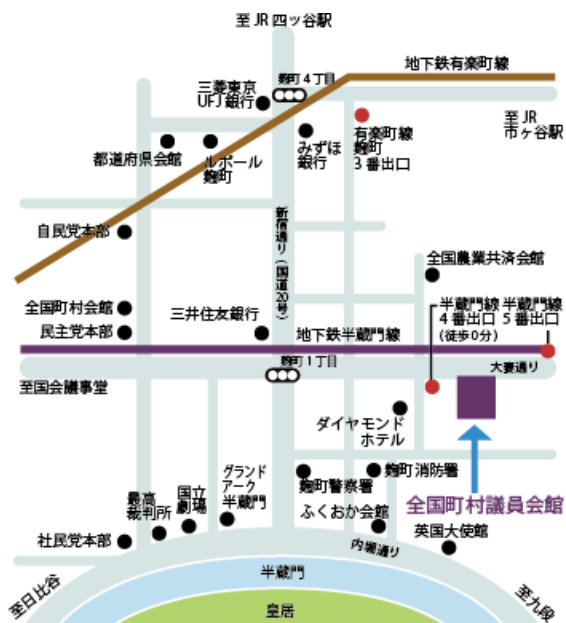 至JR四ッ谷駅
麹町4丁目
地下鉄有楽町線
三菱東京
UFJ銀行
至JR
市ヶ谷駅
都道府県会館
ルポール
麹町
みずほ
銀行
有楽町線
麹町
3番出口
自民党本部
新宿通り(国道20号)
全国農業共済会館
全国町村会館
民主党本部
三井住友銀行
半蔵門線
4番出口
(徒歩0分)
半蔵門線
5番出口
地下鉄半蔵門線
至国会議事堂
麹町1丁目
大妻通り
ダイヤモンド
ホテル
最高
裁判所
国立
劇場
グランド
アーク
半蔵門
麹町警察署
麹町消防署
全国町村議員会館
ふくおか会館
社民党本部
内堀通り
英国大使館
至日比谷
半蔵門
至九段
皇居